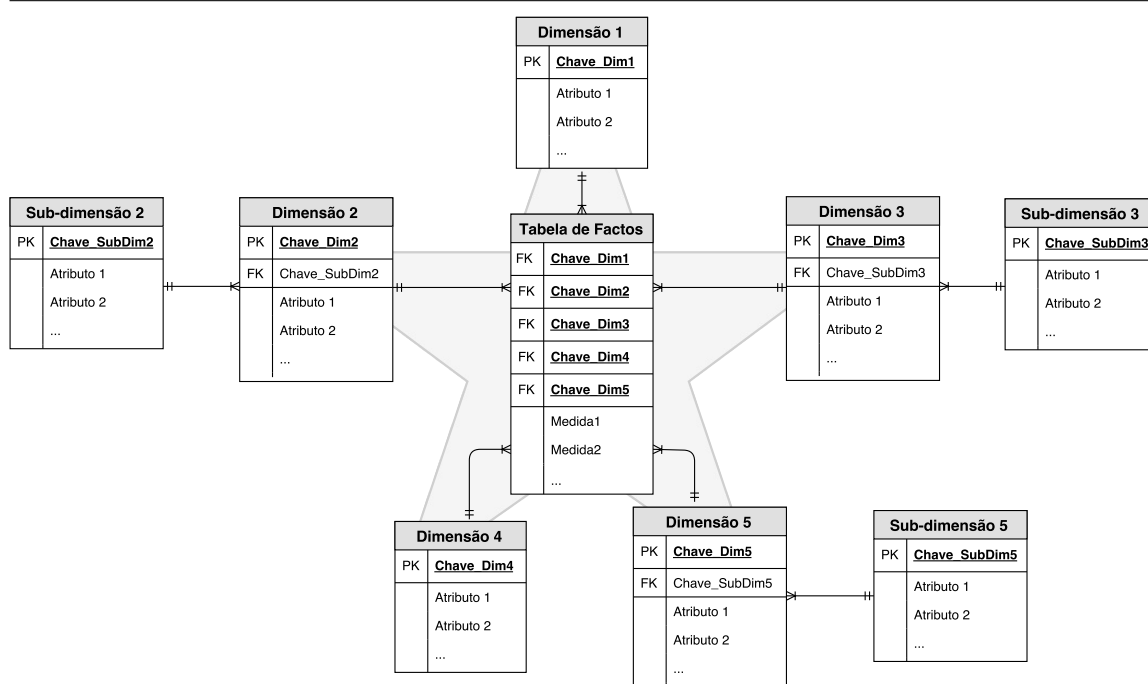 Dimensão 1
PK Chave_Dim1
Atributo 1
Atributo 2
...
Sub-dimensão 2
PK Chave_SubDim2
Atributo 1
Atributo 2
...
Dimensão 2
PK Chave_Dim2
FK Chave_SubDim2
Atributo 1
Atributo 2
...
Tabela de Factos
FK Chave_Dim1
FK Chave_Dim2
FK Chave_Dim3
FK Chave_Dim4
FK Chave_Dim5
Medida1
Medida2
...
Dimensão 3
PK Chave_Dim3
FK Chave_SubDim3
Atributo 1
Atributo 2
...
Sub-dimensão 3
PK Chave_SubDim3
Atributo 1
Atributo 2
...
Dimensão 4
PK Chave_Dim4
Atributo 1
Atributo 2
...
Dimensão 5
PK Chave_Dim5
FK Chave_SubDim5
Atributo 1
Atributo 2
...
Sub-dimensão 5
PK Chave_SubDim5
Atributo 1
Atributo 2
...